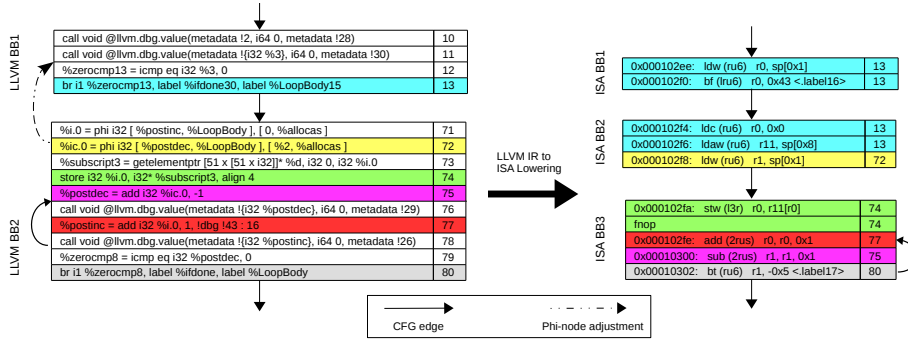 LLVM BB1
call void @llvm.dbg.value(metadata !2, i64 0, metadata !28) 10
call void @llvm.dbg.value(metadata !{i32 %3}, i64 0, metadata !30) 11
%zerocmp13 = icmp eq i32 %3, 0 12
br i1 %zerocmp13, label %ifdone30, label %LoopBody15 13
LLVM BB2
%i.0 = phi i32 [ %postinc, %LoopBody ], [ 0, %allocas ] 71
%ic.0 = phi i32 [ %postdec, %LoopBody ], [ %2, %allocas ] 72
%subscript3 = getelementptr [51 x [51 x i32]]* %d, i32 0, i32 %i.0 73
store i32 %i.0, i32* %subscript3, align 4 74
%postdec = add i32 %ic.0, -1 75
call void @llvm.dbg.value(metadata !{i32 %postdec}, i64 0, metadata !29) 76
%postinc = add i32 %i.0, 1, !dbg !43 : 16 77
call void @llvm.dbg.value(metadata !{i32 %postinc}, i64 0, metadata !26) 78
%zerocmp8 = icmp eq i32 %postdec, 0 79
br i1 %zerocmp8, label %ifdone, label %LoopBody 80
LLVM IR to
ISA Lowering
ISA BB1
0x000102ee: ldw (ru6) r0, sp[0x1] 13
0x000102f0: bf (lru6) r0, 0x43 <.label16> 13
ISA BB2
0x000102f4: ldc (ru6) r0, 0x0 13
0x000102f6: ldaw (ru6) r11, sp[0x8] 13
0x000102f8: ldw (ru6) r1, sp[0x1] 72
ISA BB3
0x000102fa: stw (l3r) r0, r11[r0] 74
fnop 74
0x000102fe: add (2rus) r0, r0, 0x1 77
0x00010300: sub (2rus) r1, r1, 0x1 75
0x00010302: bt (ru6) r1, -0x5 <.label17> 80
CFG edge
Phi-node adjustment